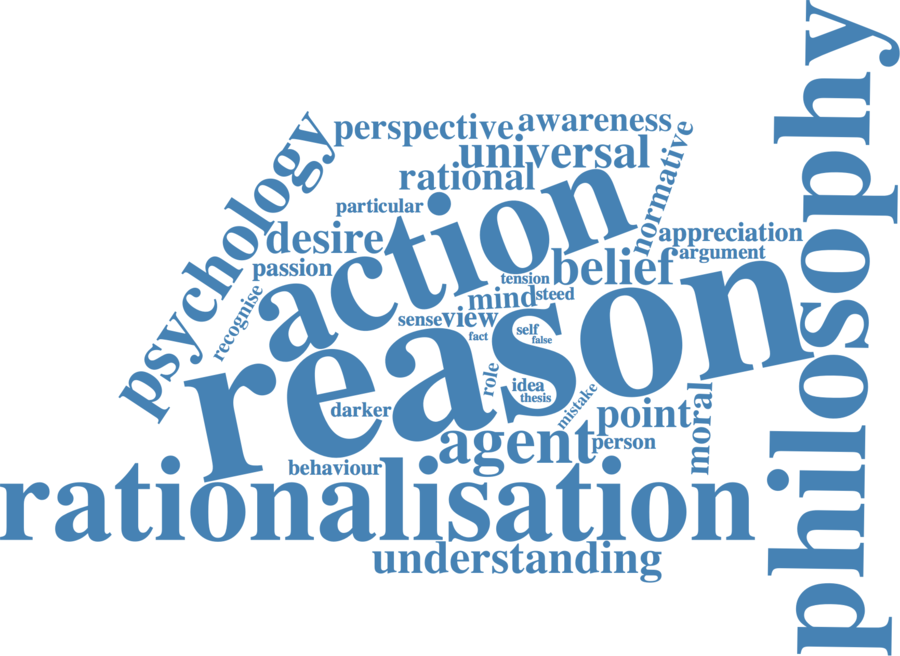 perspective
awareness
universal
rational
normative
psychology
particular
action
desire
appreciation
argument
passion
belief
tension
recognise
mind
steed
sense
view
fact
self
false
reason
role
idea
thesis
mistake
darker
point
moral
agent
person
behaviour
rationalisation
understanding
philosophy